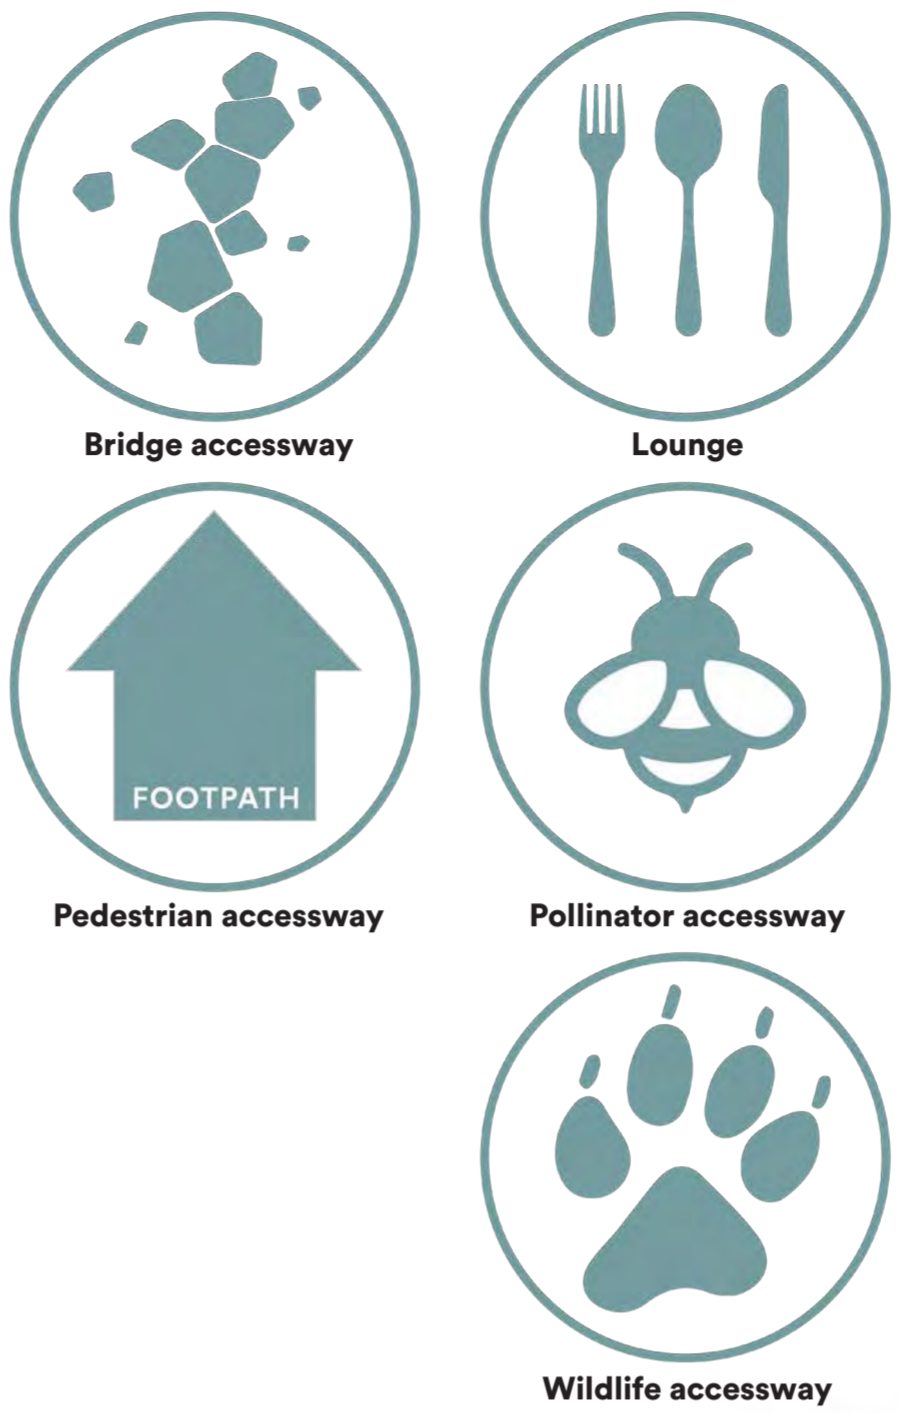 Bridge accessway
Lounge
FOOTPATH
Pedestrian accessway
Pollinator accessway
Wildlife accessway